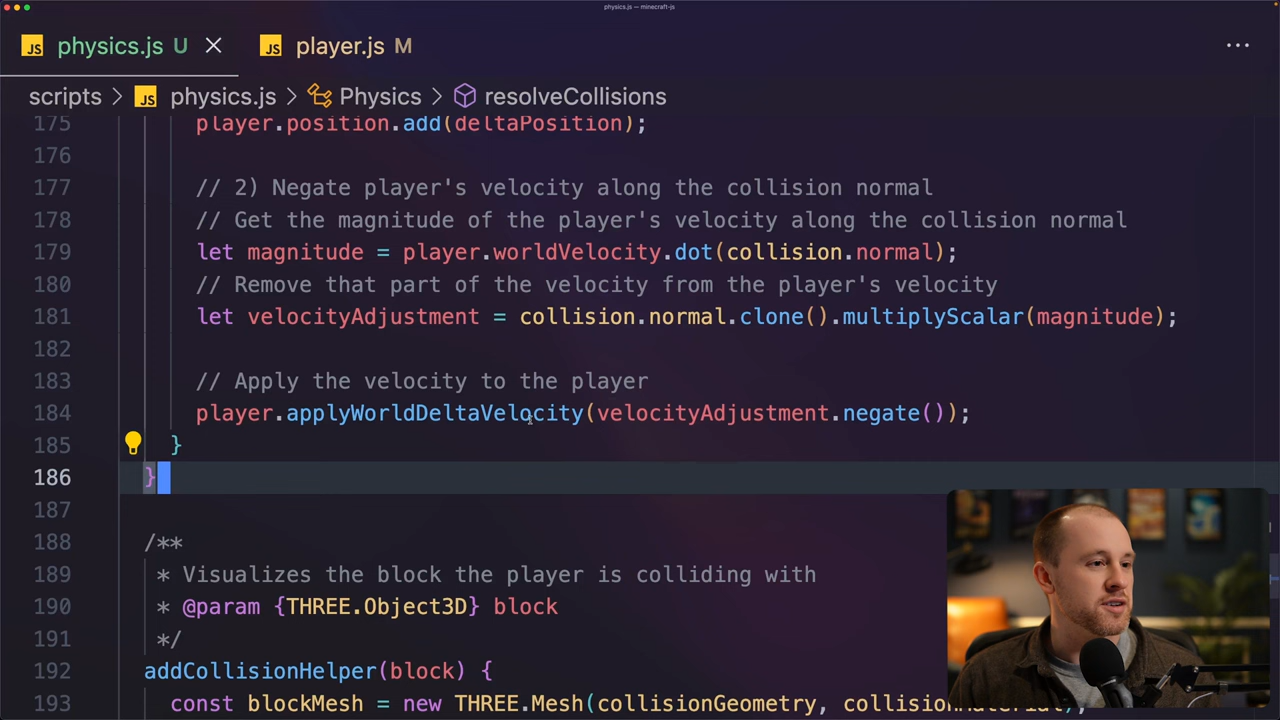 physics.js — minecraft-js
JS physics.js U
JS player.js M
scripts > JS physics.js > Physics > resolveCollisions
175 player.position.add(deltaPosition);
176
177 // 2) Negate player's velocity along the collision normal
178 // Get the magnitude of the player's velocity along the collision normal
179 let magnitude = player.worldVelocity.dot(collision.normal);
180 // Remove that part of the velocity from the player's velocity
181 let velocityAdjustment = collision.normal.clone().multiplyScalar(magnitude);
182
183 // Apply the velocity to the player
184 player.applyWorldDeltaVelocity(velocityAdjustment.negate());
185 }
186 }
187
188 /**
189 * Visualizes the block the player is colliding with
190 * @param {THREE.Object3D} block
191 */
192 addCollisionHelper(block) {
193 const blockMesh = new THREE.Mesh(collisionGeometry,